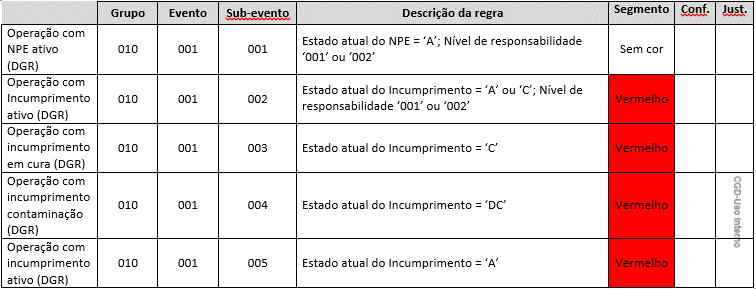 Grupo Evento Sub-evento Descrição da regra Segmento Conf. Just.
Operação com
NPE ativo
(DGR)
010 001 001
Estado atual do NPE = ‘A’; Nível de responsabilidade
‘001’ ou ‘002’
Sem cor
Operação com
Incumprimento
ativo (DGR)
010 001 002
Estado atual do Incumprimento = ‘A’ ou ‘C’; Nível de
responsabilidade ‘001’ ou ‘002’
Vermelho
Operação com
incumprimento
em cura (DGR)
010 001 003
Estado atual do Incumprimento = ‘C’
Vermelho
Operação com
incumprimento
contaminação
(DGR)
010 001 004
Estado atual do Incumprimento = ‘DC’
Vermelho
Operação com
incumprimento
ativo (DGR)
010 001 005
Estado atual do Incumprimento = ‘A’
Vermelho
CGD-Uso Interno